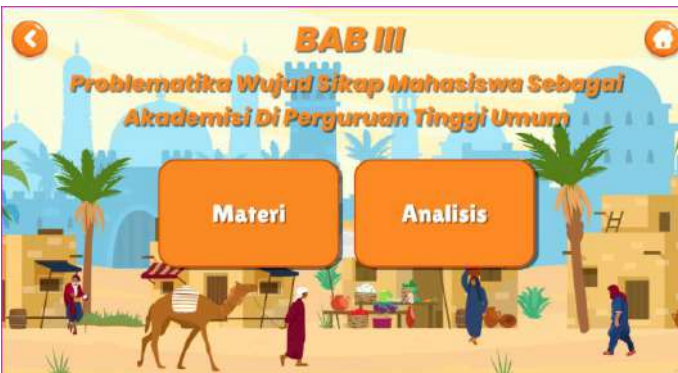 BAB III
Problematika Wujud Sikap Mahasiswa Sebagai
Akademisi Di Perguruan Tinggi Umum
Materi
Analisis